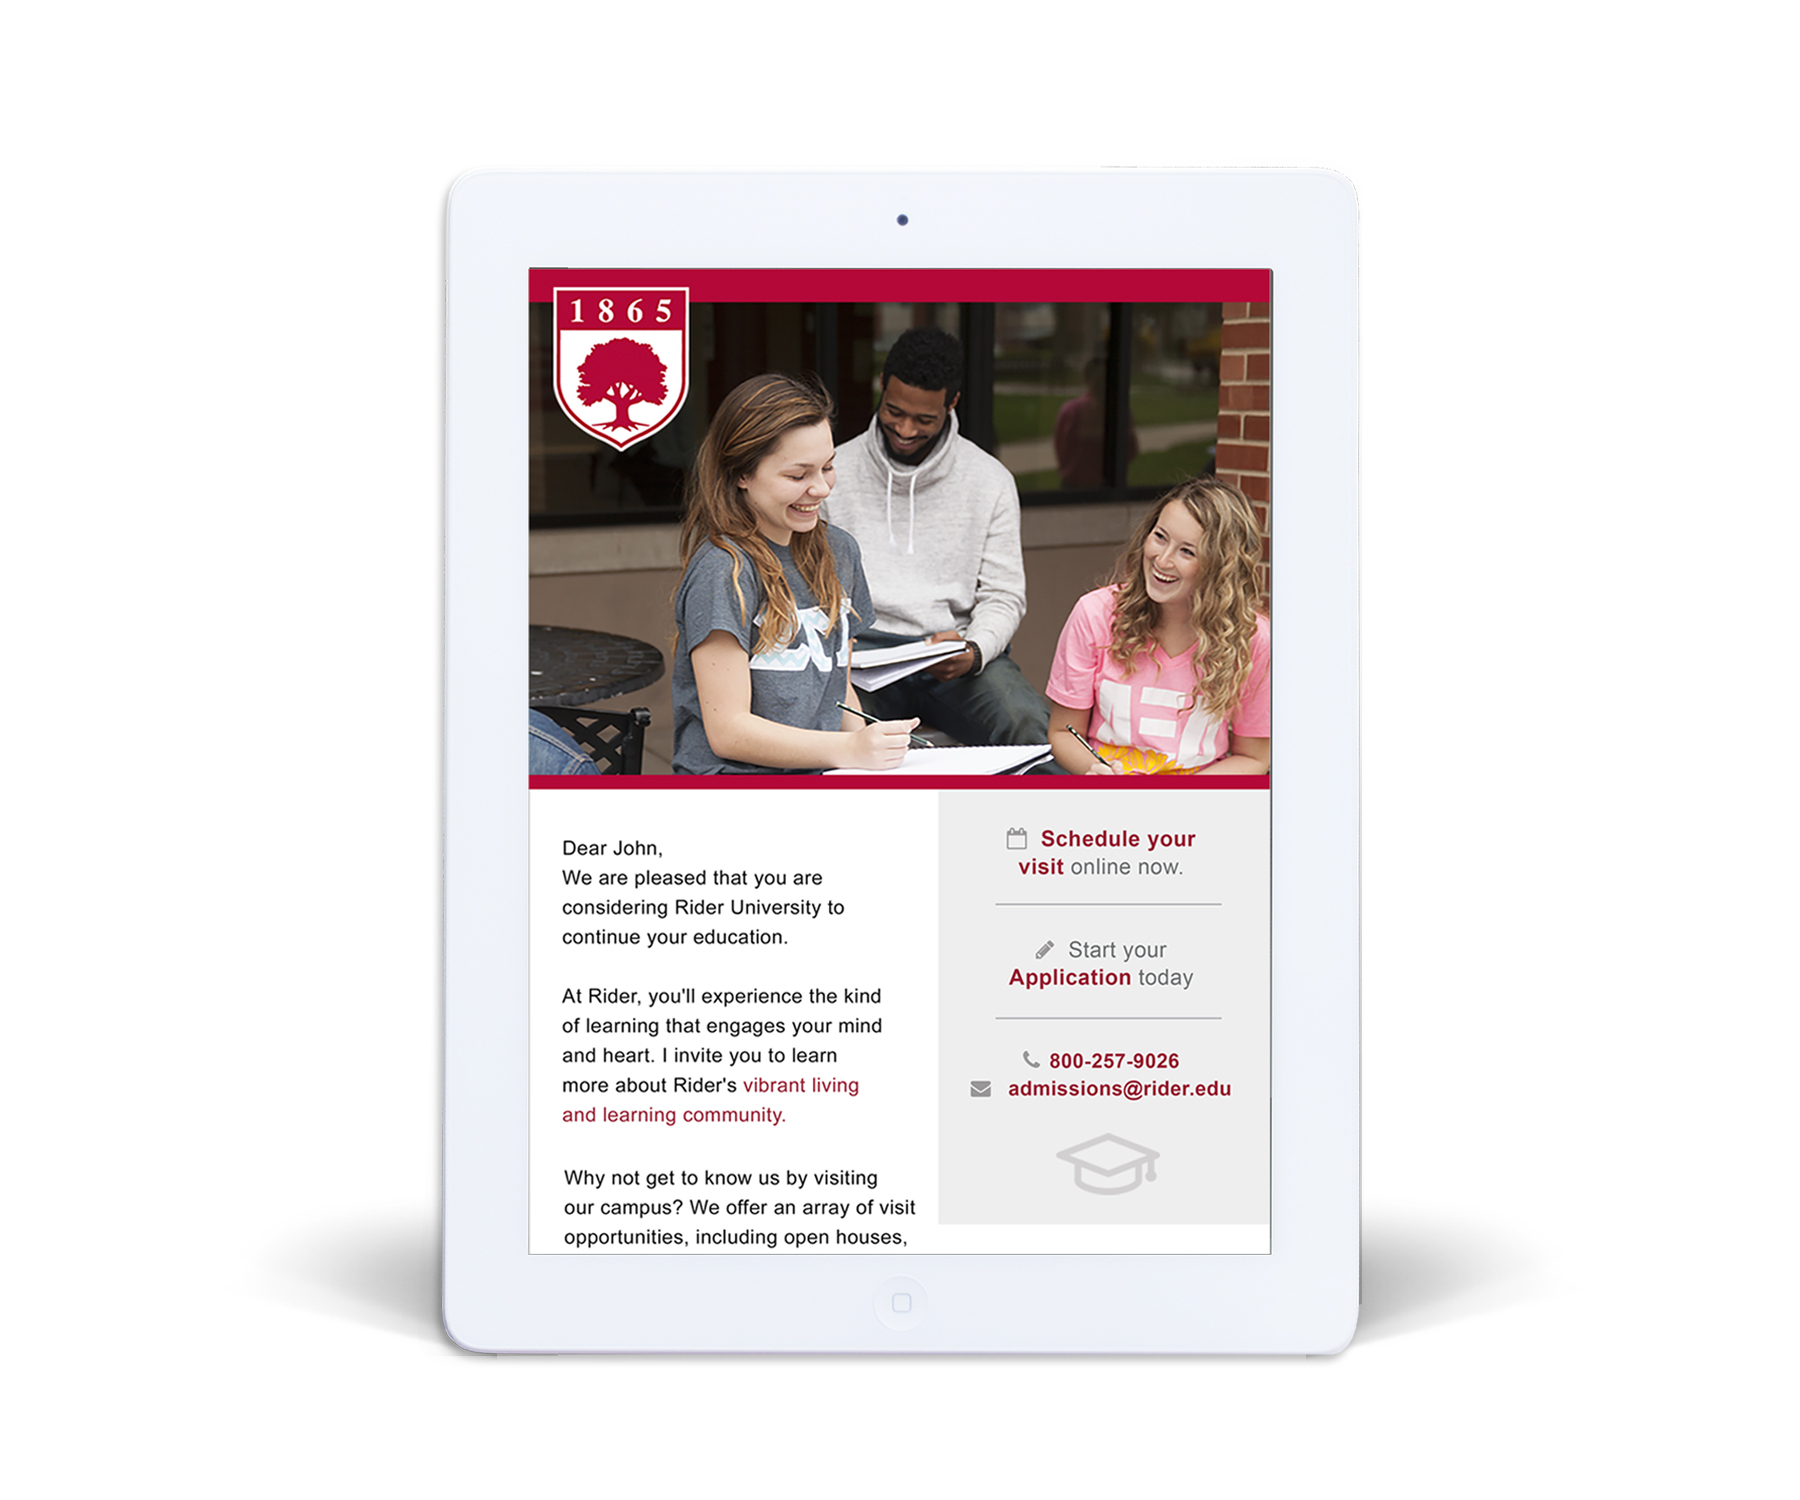 1865
Dear John,
We are pleased that you are
considering Rider University to
continue your education.
At Rider, you'll experience the kind
of learning that engages your mind
and heart. I invite you to learn
more about Rider's vibrant living
and learning community.
Why not get to know us by visiting
our campus? We offer an array of visit
opportunities, including open houses,
Schedule your
visit online now.
Start your
Application today
800-257-9026
admissions@rider.edu